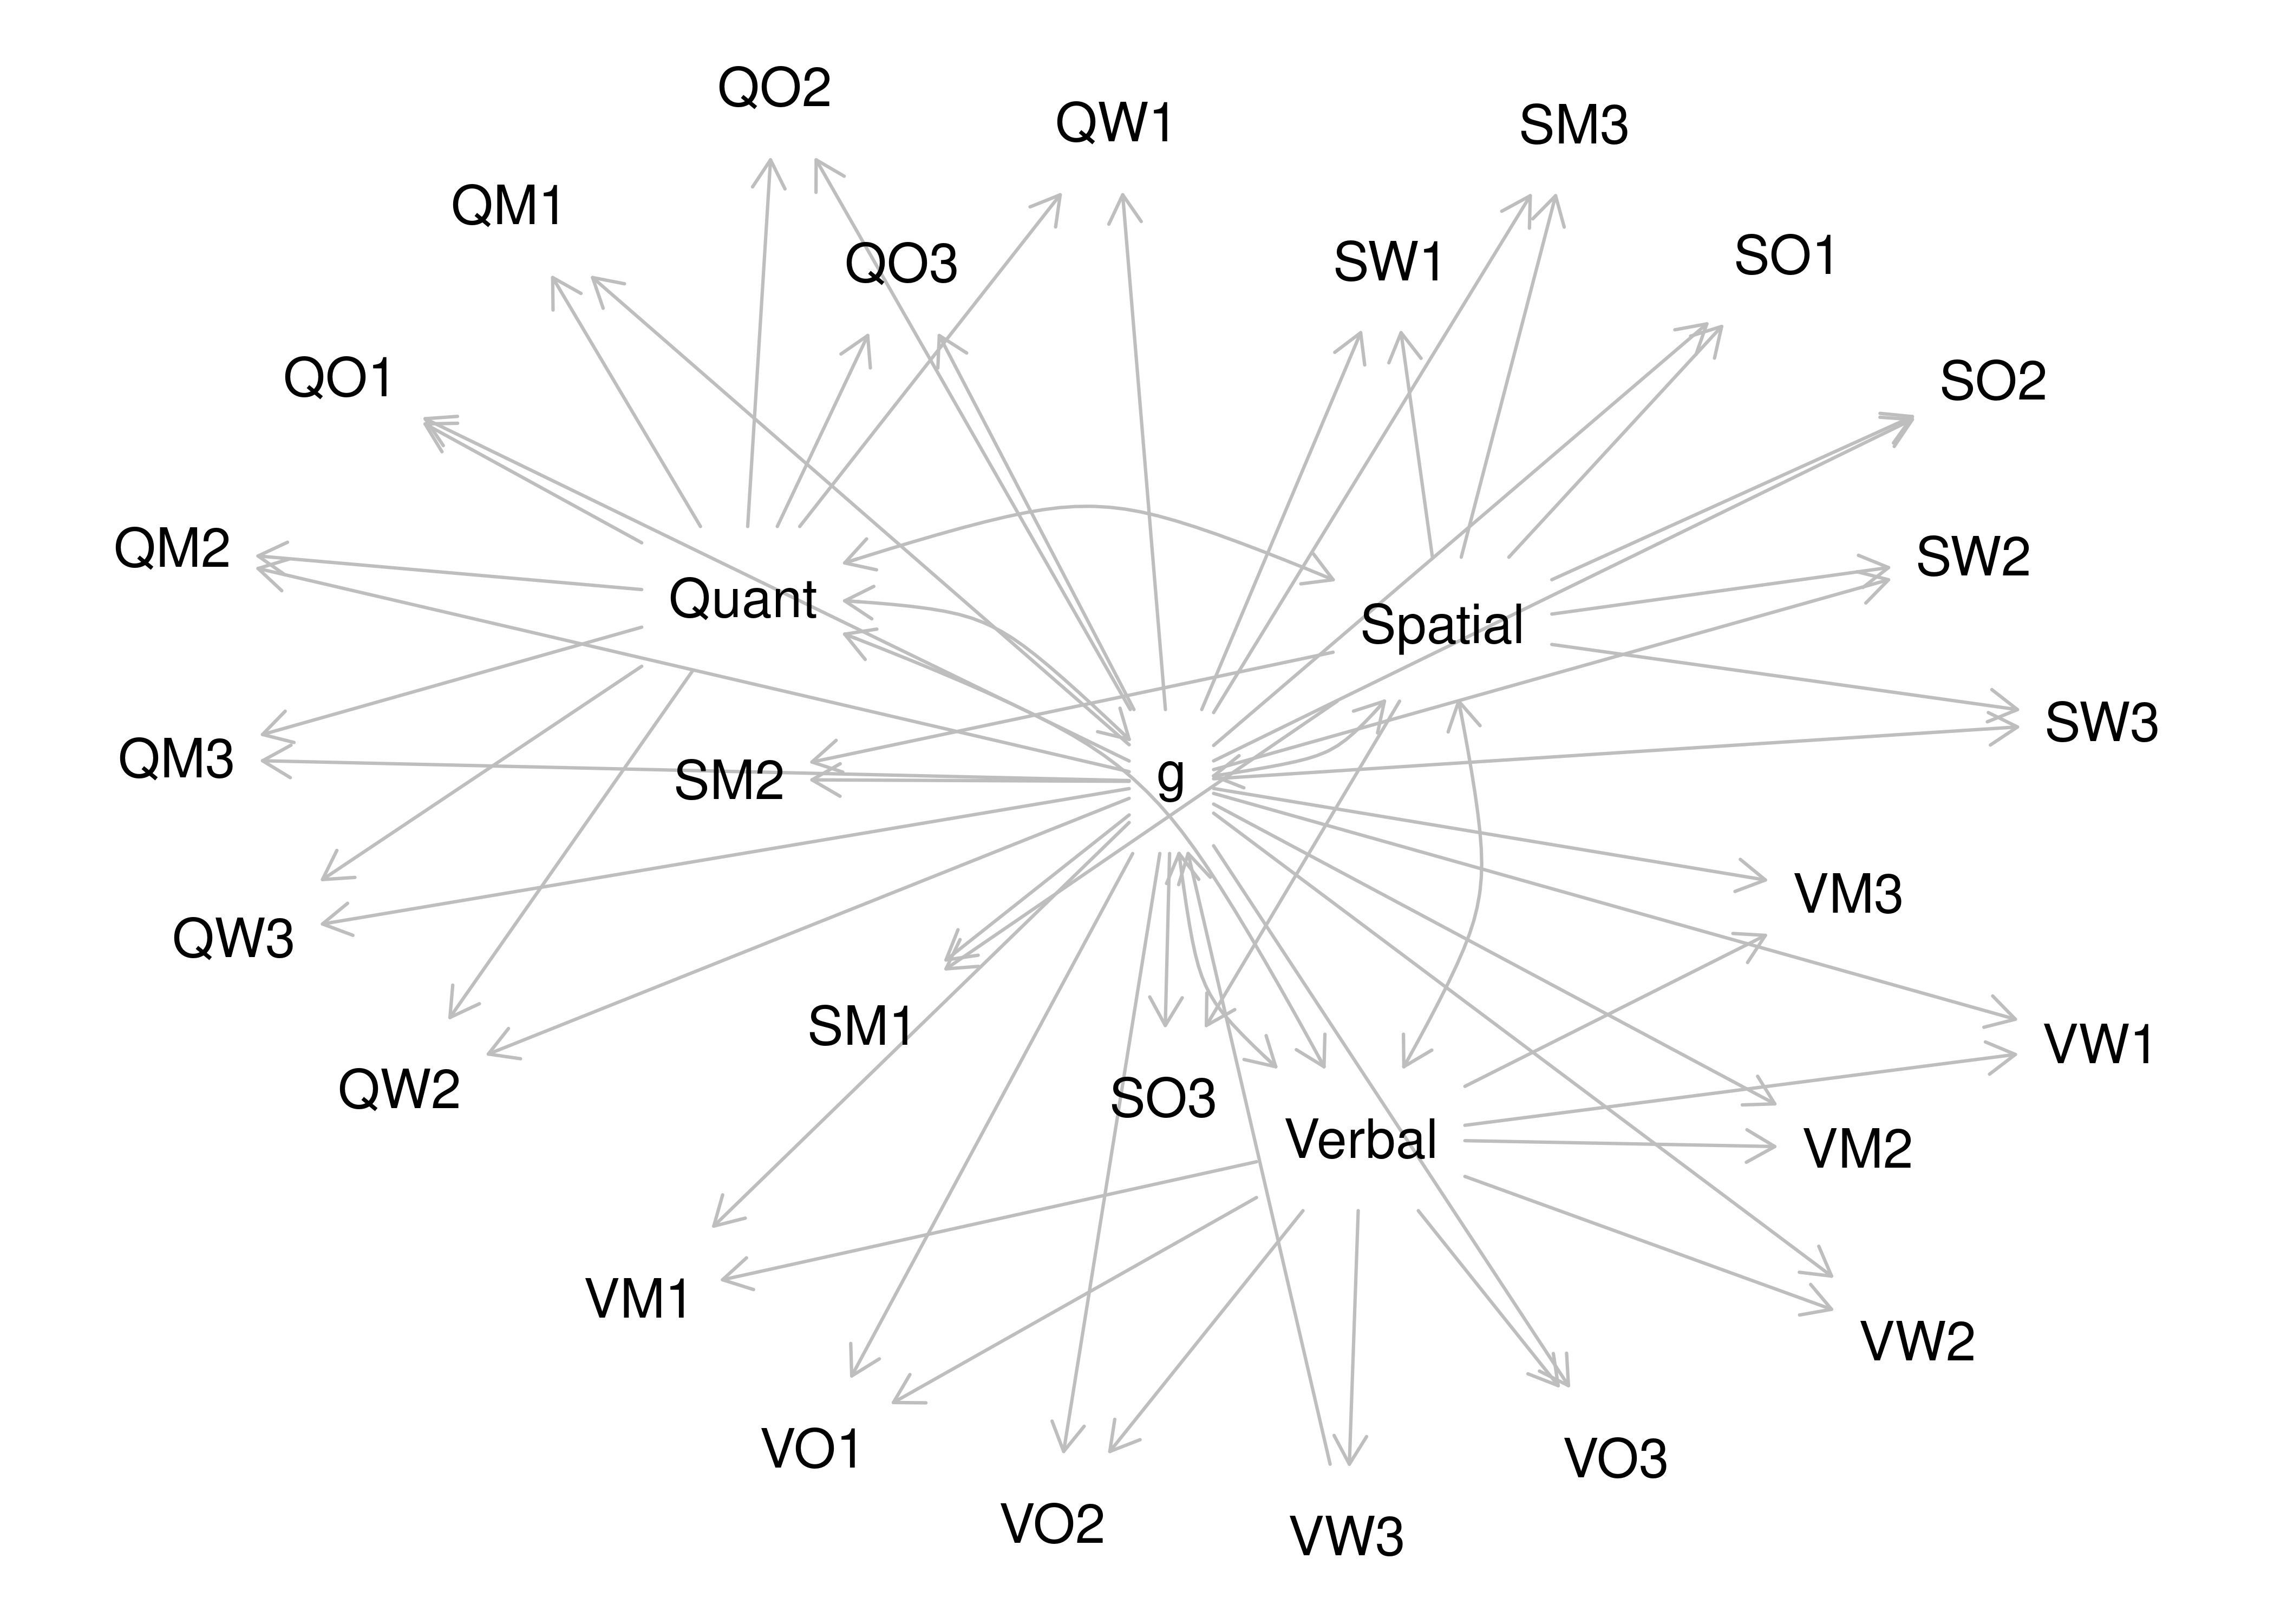 QO2
QW1
SM3
QM1
SO1
QO3
SW1
QO1
SO2
QM2
SW2
Quant
Spatial
SW3
QM3
SM2
g
VM3
QW3
SM1
VW1
QW2
SO3
Verbal
VM2
VM1
VW2
VO1
VO3
VO2
VW3